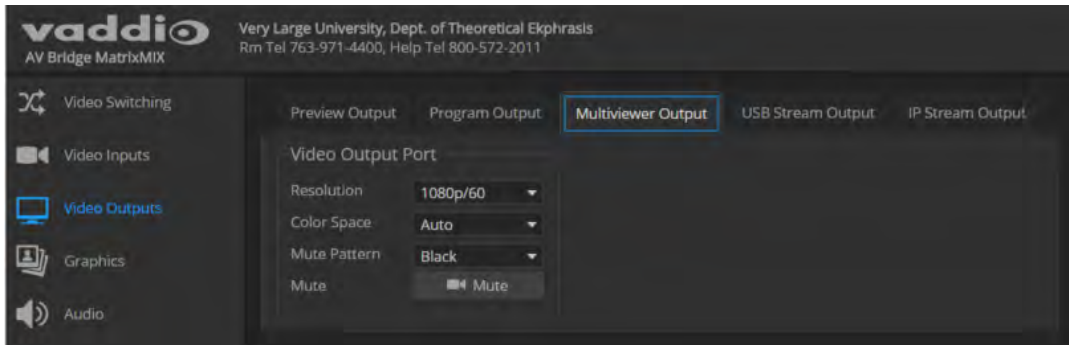 vaddio
AV Bridge MatrixMIX
Very Large University, Dept. of Theoretical Ekphrasis
Rm Tel 763-971-4400, Help Tel 800-572-2011
Video Switching
Video Inputs
Video Outputs
Graphics
Audio
Preview Output Program Output Multiviewer Output USB Stream Output IP Stream Output
Video Output Port
Resolution 1080p/60
Color Space Auto
Mute Pattern Black
Mute Mute